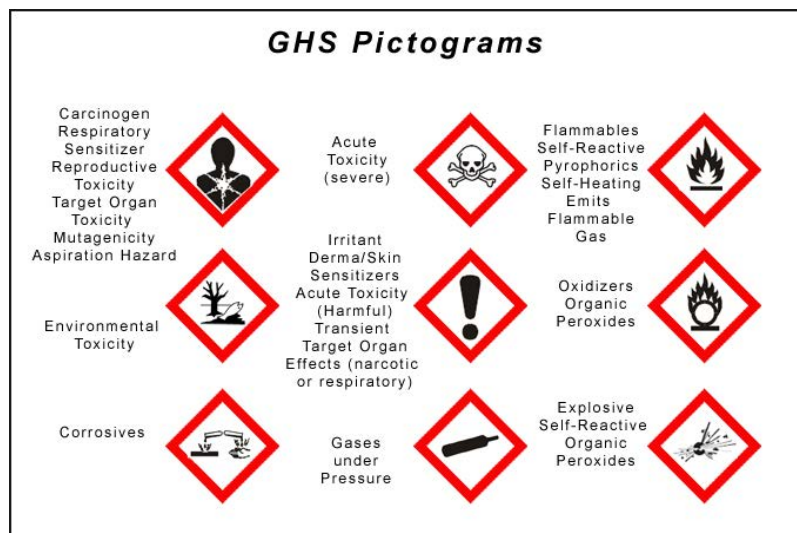 GHS Pictograms
Carcinogen
Respiratory
Sensitizer
Reproductive
Toxicity
Target Organ
Toxicity
Mutagenicity
Aspiration Hazard
Acute
Toxicity
(severe)
Flammables
Self-Reactive
Pyrophorics
Self-Heating
Emits
Flammable
Gas
Environmental
Toxicity
Irritant
Derma/Skin
Sensitizers
Acute Toxicity
(Harmful)
Transient
Target Organ
Effects (narcotic
or respiratory)
Oxidizers
Organic
Peroxides
Corrosives
Gases
under
Pressure
Explosive
Self-Reactive
Organic
Peroxides